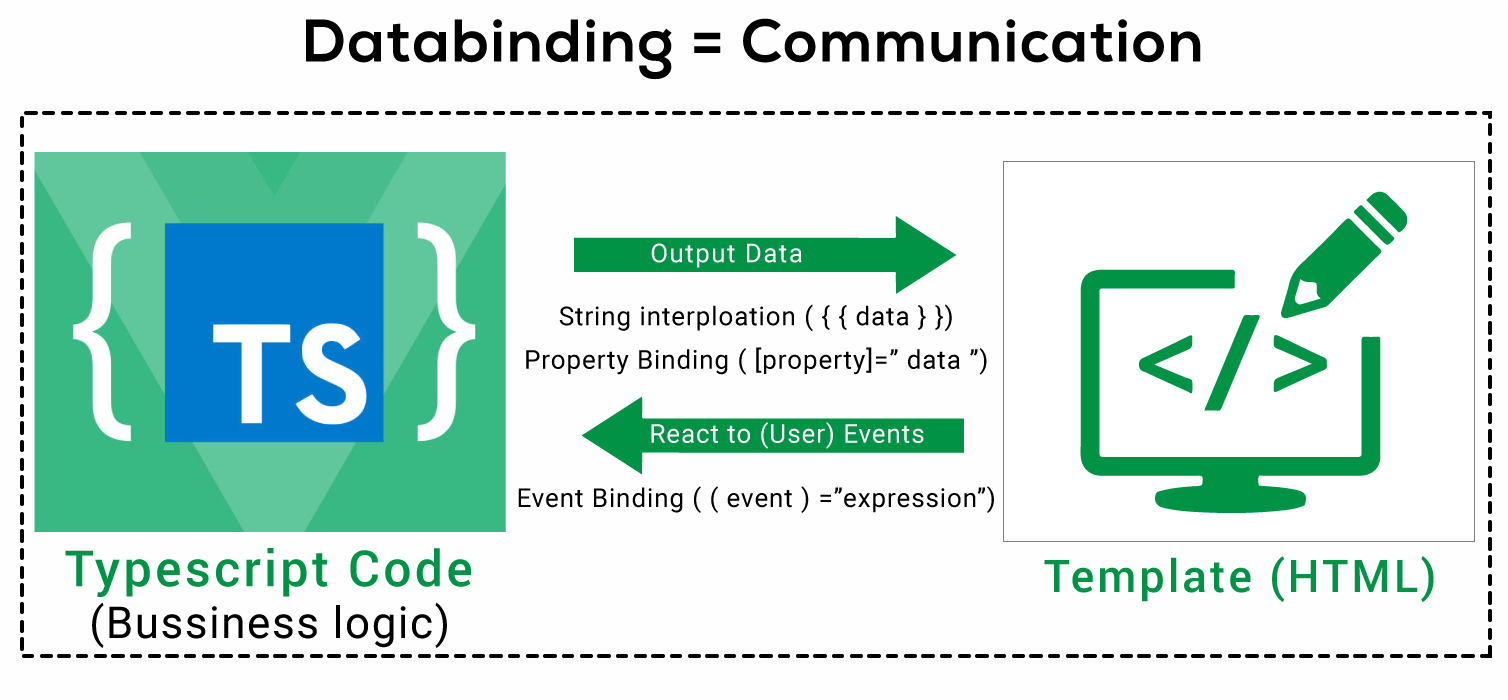 Databinding = Communication
{ TS }
Output Data
String interploation ( { { data } })
Property Binding ( [property]=” data ”)
React to (User) Events
Event Binding ( ( event ) =”expression”)
</>
Typescript Code
(Bussiness logic)
Template (HTML)